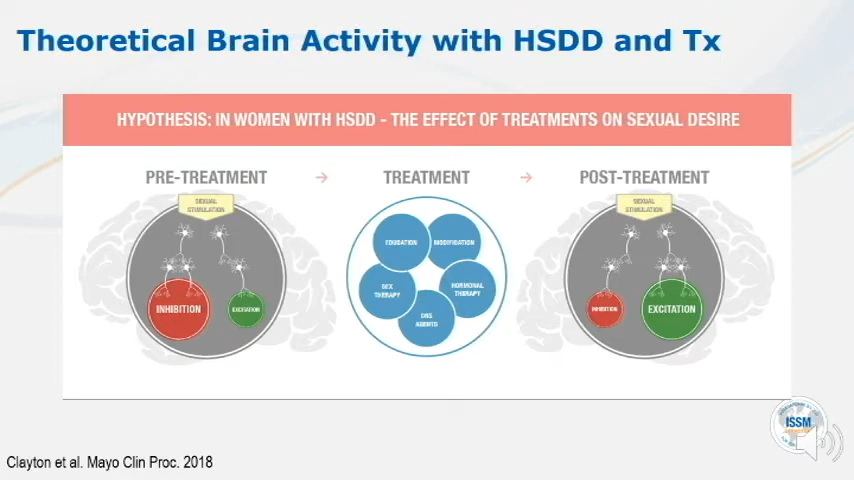 Theoretical Brain Activity with HSDD and Tx
HYPOTHESIS: IN WOMEN WITH HSDD - THE EFFECT OF TREATMENTS ON SEXUAL DESIRE
PRE-TREATMENT → TREATMENT → POST-TREATMENT
SEXUAL
STIMULATION
INHIBITION
EXCITATION
EDUCATION
MODIFICATION
SEX
THERAPY
HORMONAL
THERAPY
CNS
AGENTS
SEXUAL
STIMULATION
INHIBITION
EXCITATION
ISSM
Clayton et al. Mayo Clin Proc. 2018